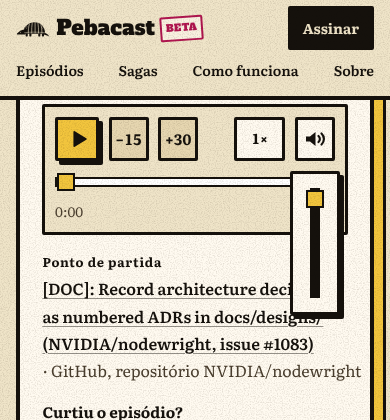 Pebacast BETA
Assinar
Episódios Sagas Como funciona Sobre
−15 +30 1×
0:00
Ponto de partida
[DOC]: Record architecture deci
as numbered ADRs in docs/designs/
(NVIDIA/nodewright, issue #1083)
· GitHub, repositório NVIDIA/nodewright
Curtiu o episódio?